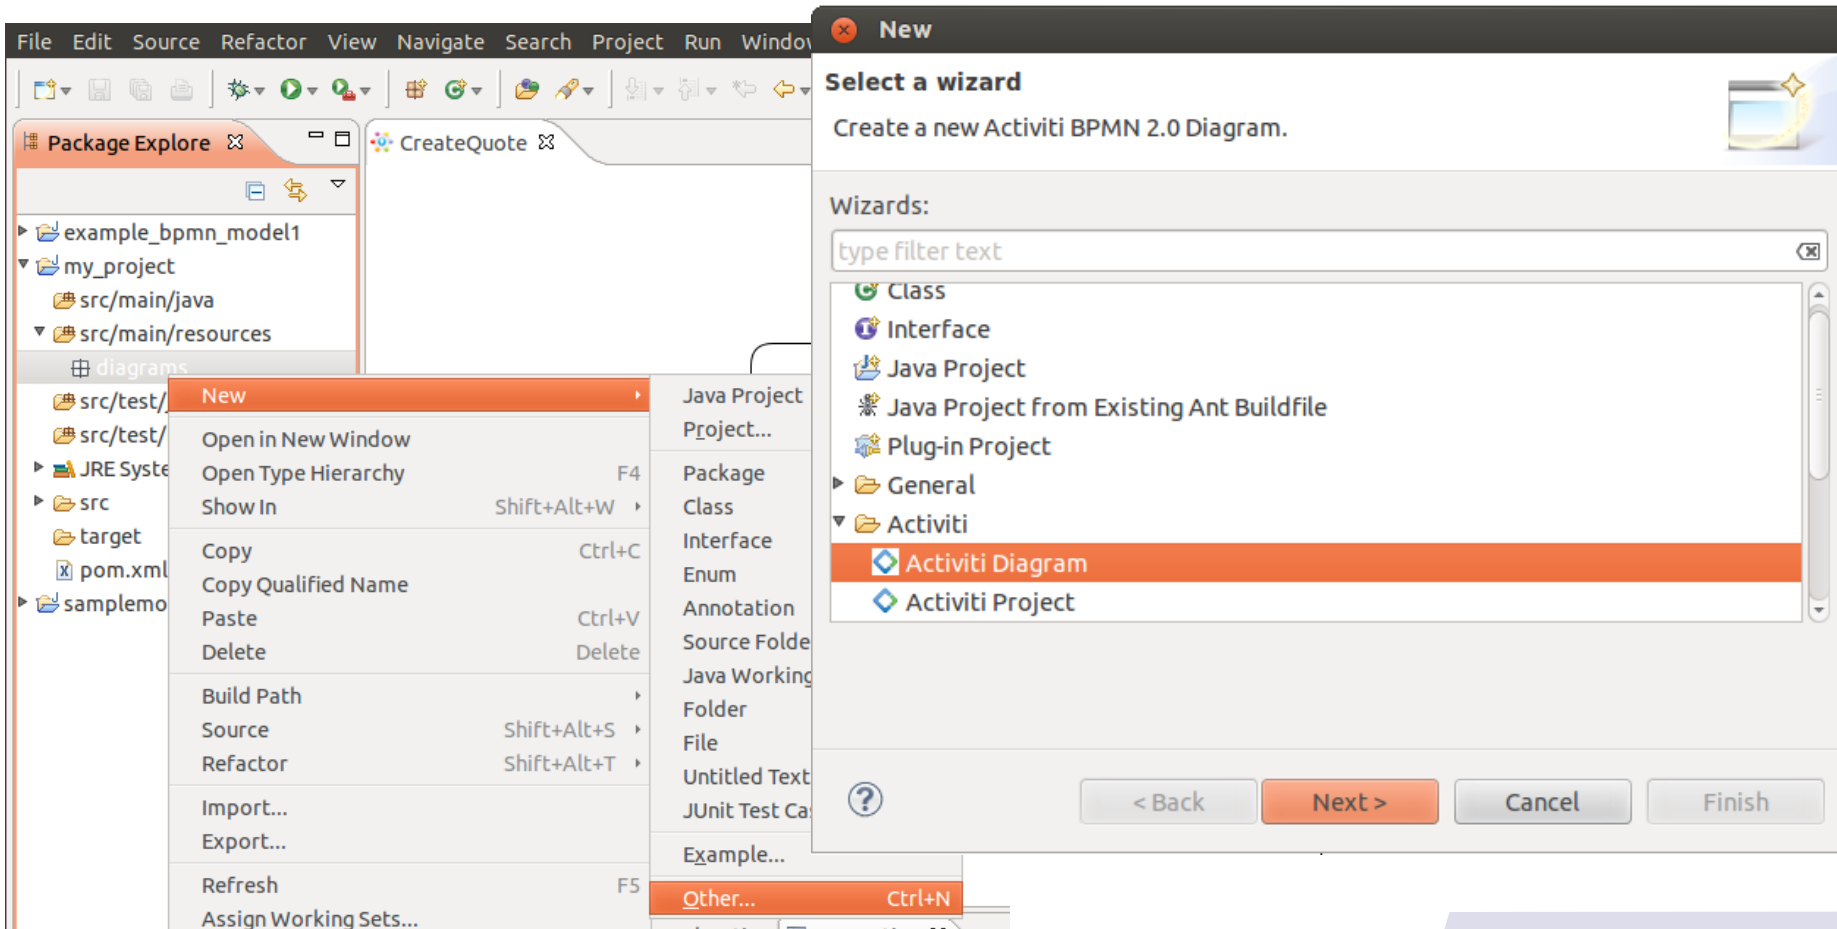 File Edit Source Refactor View Navigate Search Project Run Window
Package Explore
CreateQuote
example_bpmn_model1
my_project
src/main/java
src/main/resources
diagrams
src/test/
src/test/
JRE Syste
src
target
pom.xml
samplemo
New
Open in New Window
Open Type Hierarchy F4
Show In Shift+Alt+W
Copy Ctrl+C
Copy Qualified Name
Paste Ctrl+V
Delete Delete
Build Path
Source Shift+Alt+S
Refactor Shift+Alt+T
Import...
Export...
Refresh F5
Assign Working Sets...
Java Project
Project...
Package
Class
Interface
Enum
Annotation
Source Folde
Java Working
Folder
File
Untitled Text
JUnit Test Ca
Example...
Other... Ctrl+N
New
Select a wizard
Create a new Activiti BPMN 2.0 Diagram.
Wizards:
type filter text
Class
Interface
Java Project
Java Project from Existing Ant Buildfile
Plug-in Project
General
Activiti
Activiti Diagram
Activiti Project
< Back Next > Cancel Finish